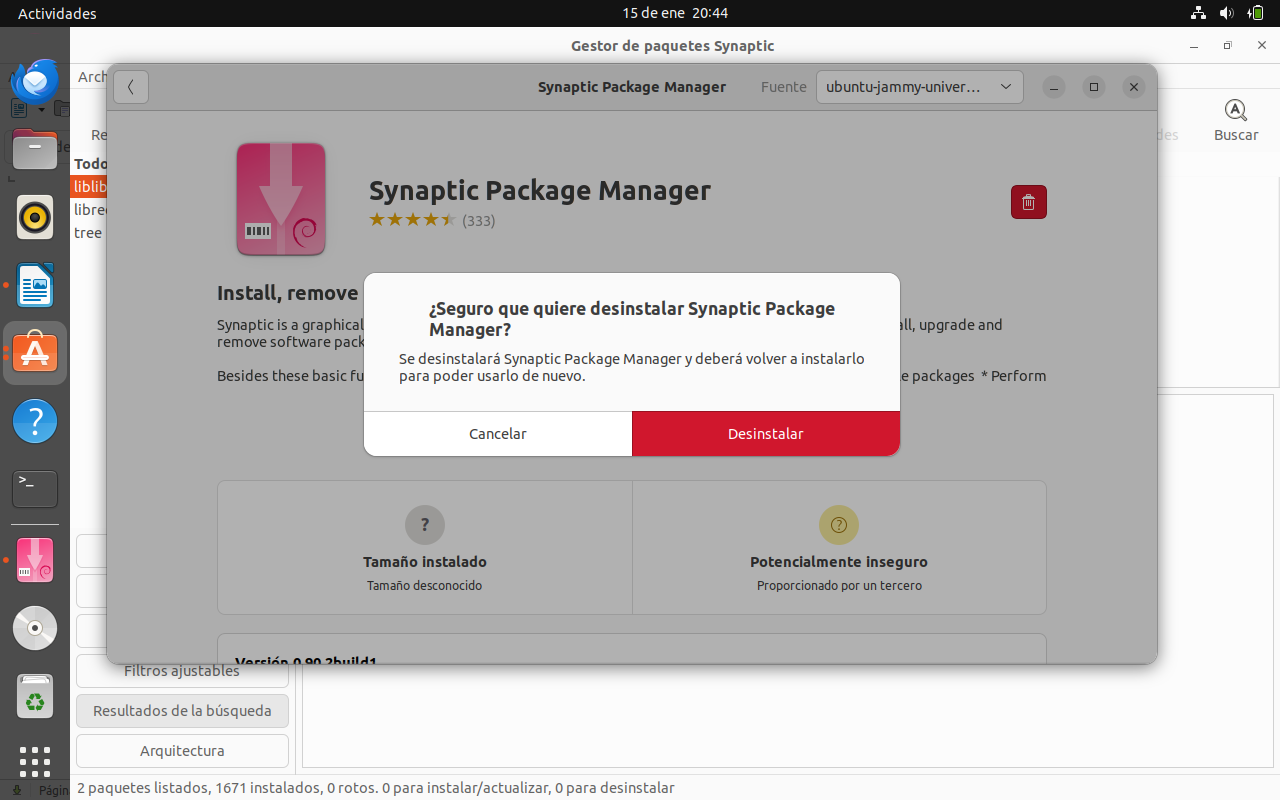 Actividades
15 de ene 20:44
Gestor de paquetes Synaptic
Arch
Synaptic Package Manager
Fuente
ubuntu-jammy-univer…
Re
des
Buscar
Todo
liblib
libre
tree
Synaptic Package Manager
(333)
Install, remove
Synaptic is a graphical
all, upgrade and
remove software pack
Besides these basic fu
e packages * Perform
¿Seguro que quiere desinstalar Synaptic Package
Manager?
Se desinstalará Synaptic Package Manager y deberá volver a instalarlo
para poder usarlo de nuevo.
Cancelar
Desinstalar
?
Tamaño instalado
Tamaño desconocido
?
Potencialmente inseguro
Proporcionado por un tercero
Versión 0.90.2build1
Filtros ajustables
Resultados de la búsqueda
Arquitectura
Págin
2 paquetes listados, 1671 instalados, 0 rotos. 0 para instalar/actualizar, 0 para desinstalar